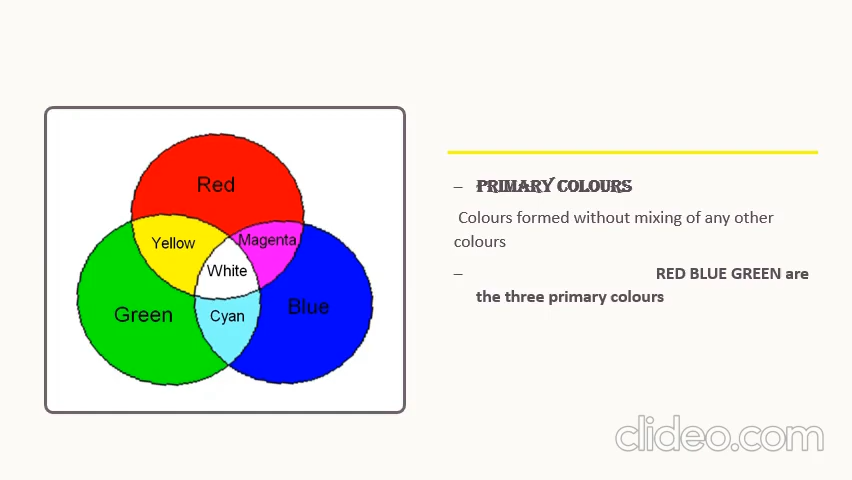 Red
Yellow
Magenta
White
Green
Cyan
Blue
– PRIMARY COLOURS
Colours formed without mixing of any other
colours
– RED BLUE GREEN are
the three primary colours
clideo.com